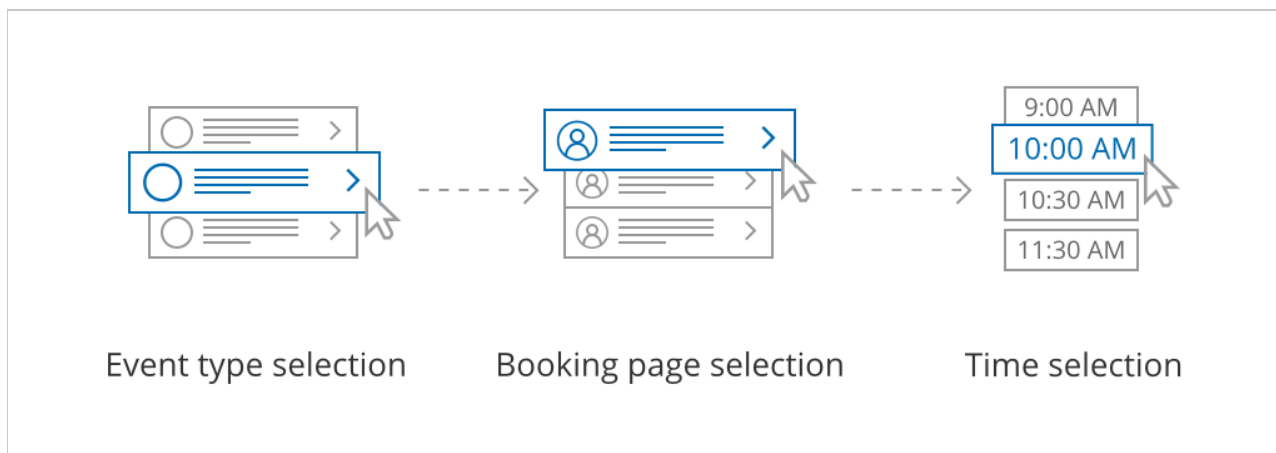 9:00 AM
10:00 AM
10:30 AM
11:30 AM
Event type selection
Booking page selection
Time selection